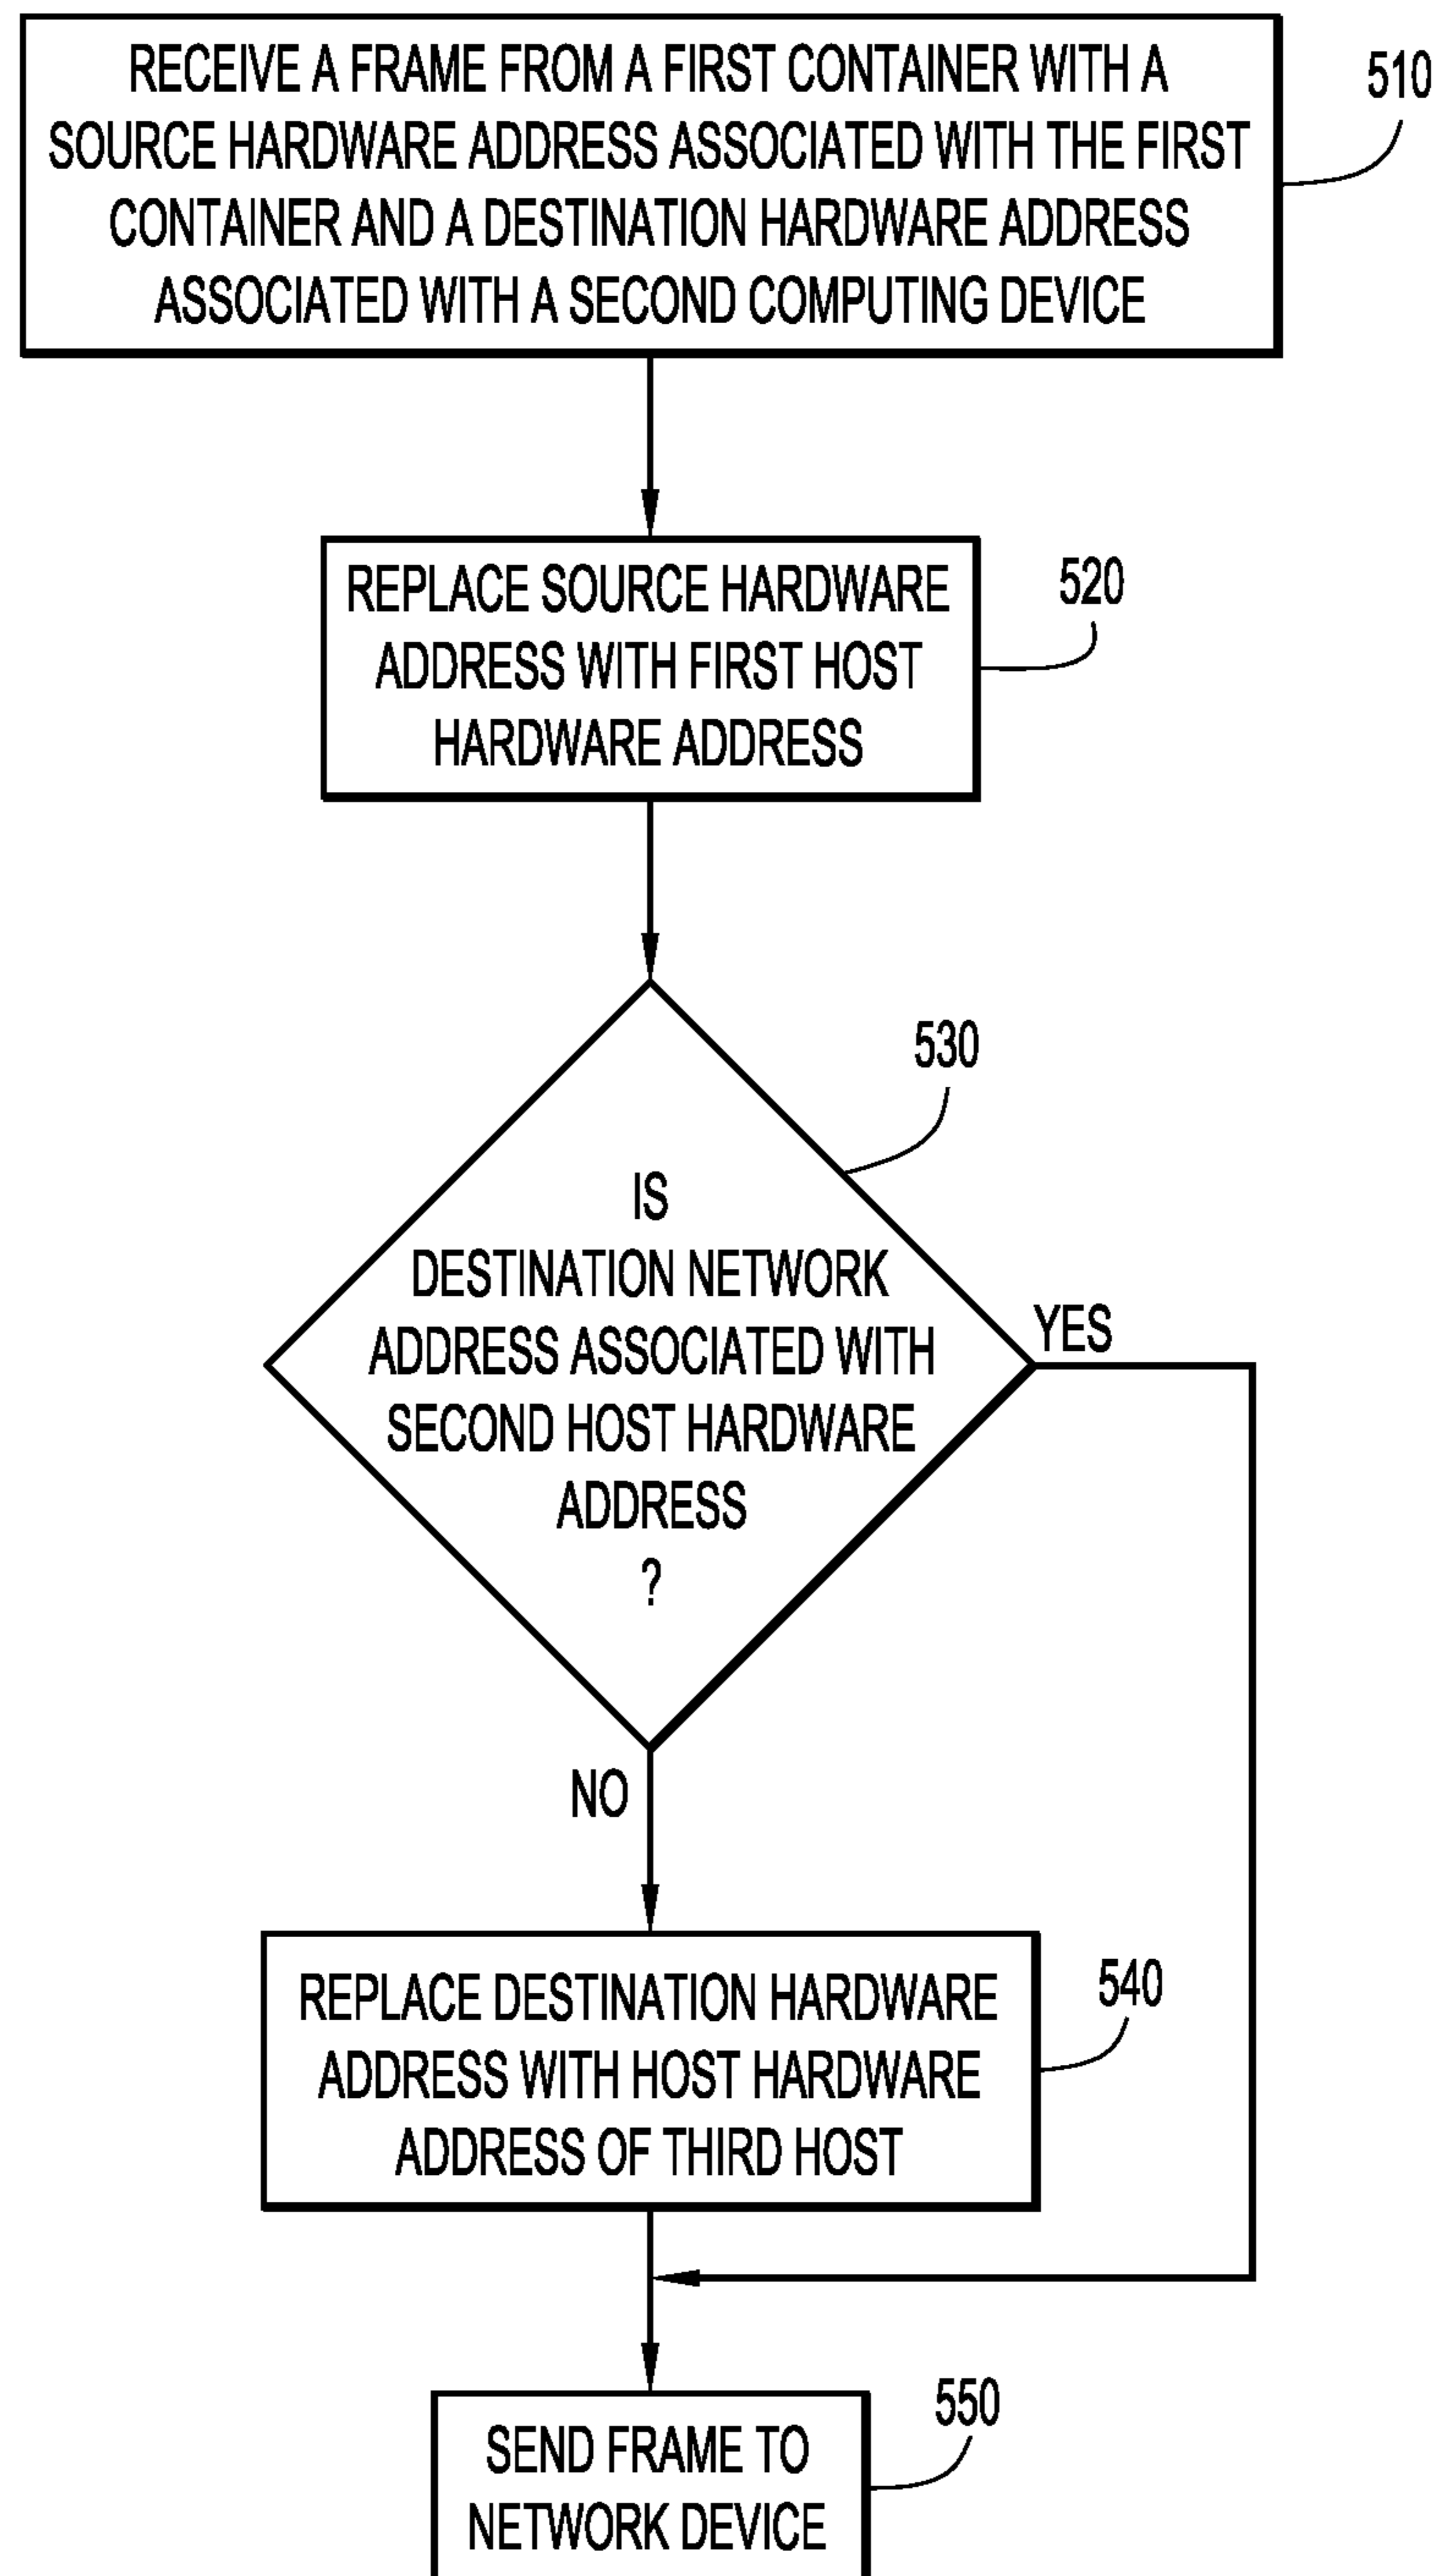 RECEIVE A FRAME FROM A FIRST CONTAINER WITH A
SOURCE HARDWARE ADDRESS ASSOCIATED WITH THE FIRST
CONTAINER AND A DESTINATION HARDWARE ADDRESS
ASSOCIATED WITH A SECOND COMPUTING DEVICE
510
REPLACE SOURCE HARDWARE
ADDRESS WITH FIRST HOST
HARDWARE ADDRESS
520
530
IS
DESTINATION NETWORK
ADDRESS ASSOCIATED WITH
SECOND HOST HARDWARE
ADDRESS
?
YES
NO
REPLACE DESTINATION HARDWARE
ADDRESS WITH HOST HARDWARE
ADDRESS OF THIRD HOST
540
SEND FRAME TO
NETWORK DEVICE
550